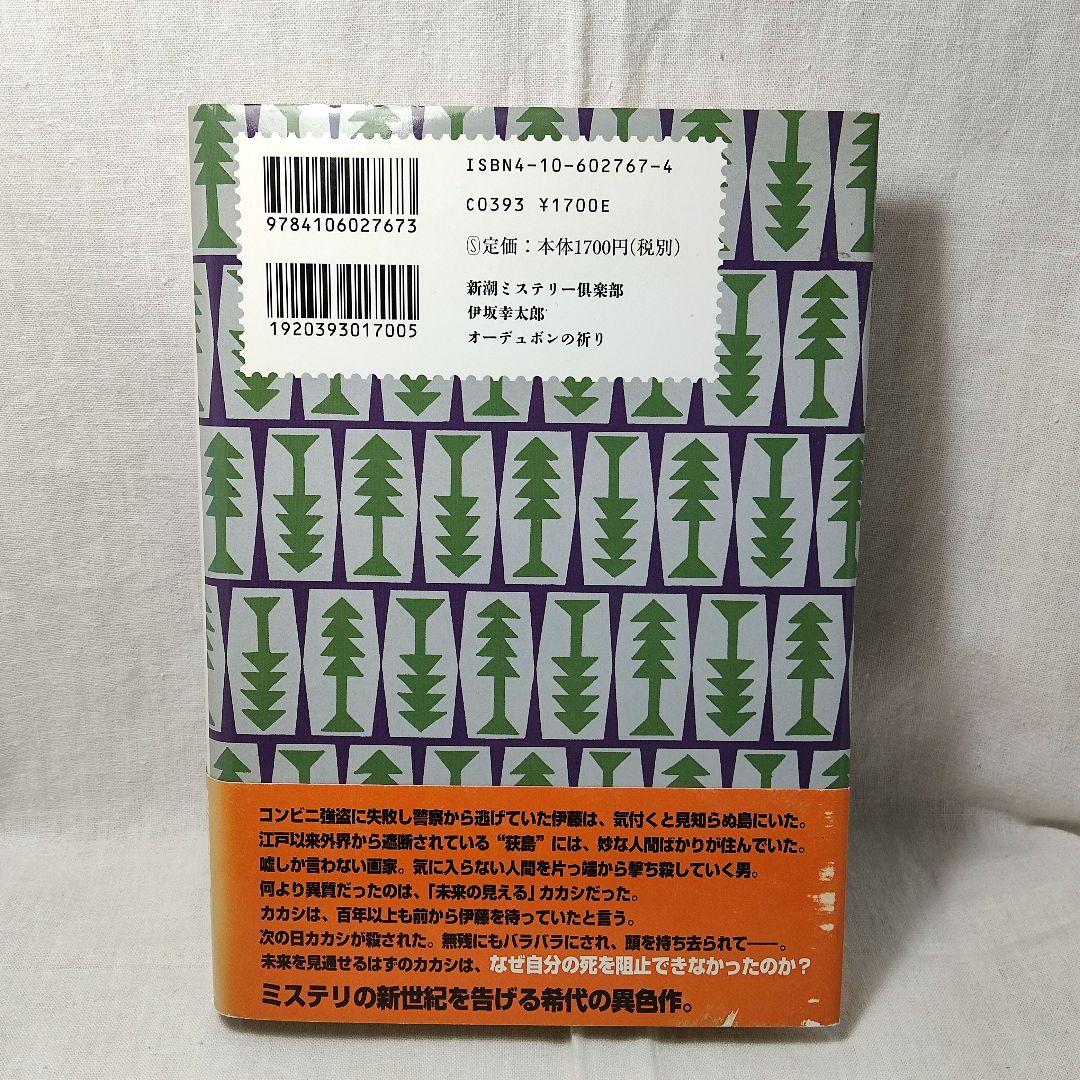 ISBN4-10-602767-4
9784106027673
C0393 ¥1700E
Ⓢ定価：本体1700円(税別)
1920393017005
新潮ミステリー倶楽部
伊坂幸太郎
オーデュボンの祈り
コンビニ強盗に失敗し警察から逃げていた伊藤は、気付くと見知らぬ島にいた。
江戸以来外界から遮断されている“荻島”には、妙な人間ばかりが住んでいた。
嘘しか言わない画家。気に入らない人間を片っ端から撃ち殺していく男。
何より異質だったのは、「未来の見える」カカシだった。
カカシは、百年以上も前から伊藤を待っていたと言う。
次の日カカシが殺された。無残にもバラバラにされ、頭を持ち去られて――。
未来を見通せるはずのカカシは、なぜ自分の死を阻止できなかったのか？
ミステリの新世紀を告げる希代の異色作。